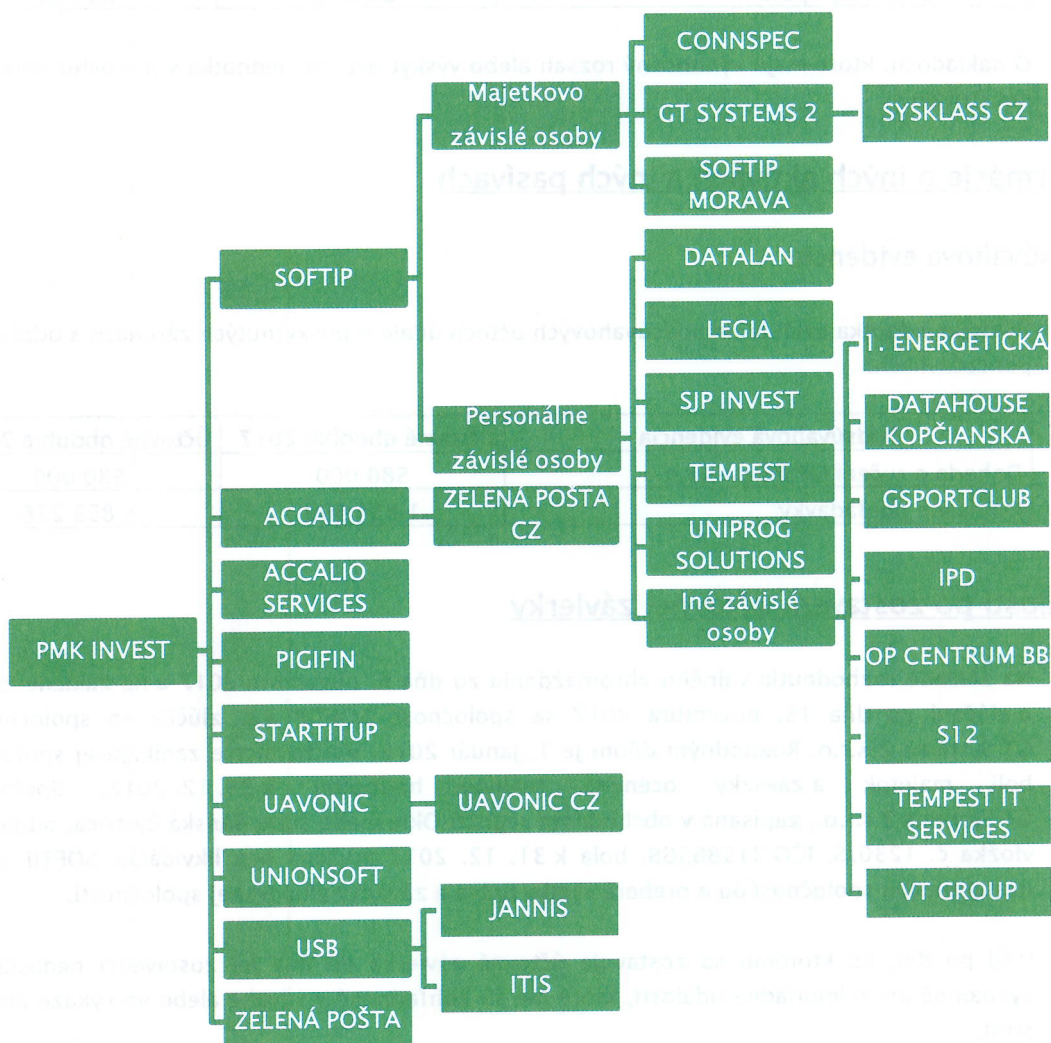 CONNSPEC
Majetkovo
závislé osoby
GT SYSTEMS 2
SYSKLASS CZ
SOFTIP
MORAVA
SOFTIP
DATALAN
LEGIA
1. ENERGETICKÁ
SJP INVEST
DATAHOUSE
KOPČIANSKA
Personálne
závislé osoby
TEMPEST
GSPORTCLUB
ACCALIO
ZELENÁ POŠTA
CZ
UNIPROG
SOLUTIONS
IPD
ACCALIO
SERVICES
Iné závislé
osoby
PMK INVEST
PIGIFIN
OP CENTRUM BB
STARTITUP
S12
UAVONIC
UAVONIC CZ
TEMPEST IT
SERVICES
UNIONSOFT
VT GROUP
JANNIS
USB
ITIS
ZELENÁ POŠTA